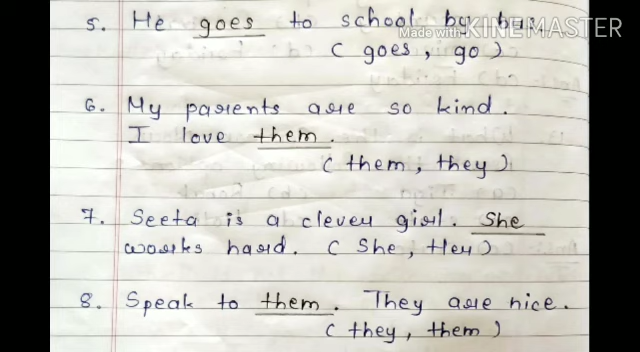 5. He goes to school by bus.
Made with KINEMASTER
( goes, go )
6. My parents are so kind.
I love them.
( them, they )
7. Seeta is a clever girl. She
works hard. ( She, Her )
8. Speak to them. They are nice.
( they, them )